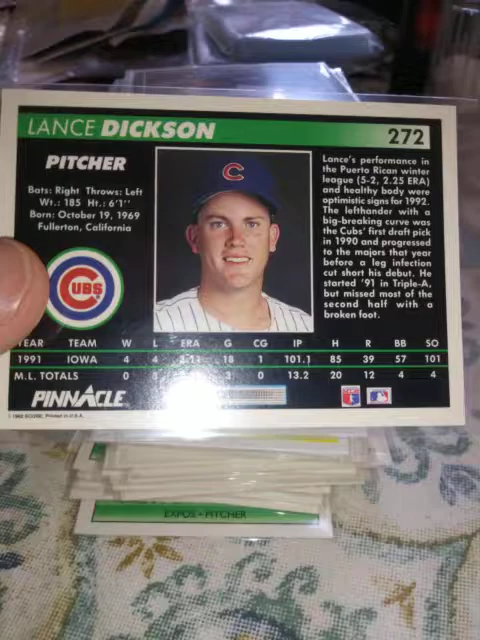 LANCE DICKSON
272
PITCHER
Bats: Right Throws: Left
Wt.: 185 Ht.: 6'1''
Born: October 19, 1969
Fullerton, California
C
CUBS
Lance's performance in
the Puerto Rican winter
league (5-2, 2.25 ERA)
and healthy body were
optimistic signs for 1992.
The lefthander with a
big-breaking curve was
the Cubs' first draft pick
in 1990 and progressed
to the majors that year
before a leg infection
cut short his debut. He
started '91 in Triple-A,
but missed most of the
second half with a
broken foot.
YEAR TEAM W L ERA G CG IP H R BB SO
1991 IOWA 4 4 18 1 101.1 85 39 57 101
M.L. TOTALS 0 3 0 13.2 20 12 4 4
PINNACLE
© 1992 SCORE, Printed in U.S.A.
EXPOS • PITCHER